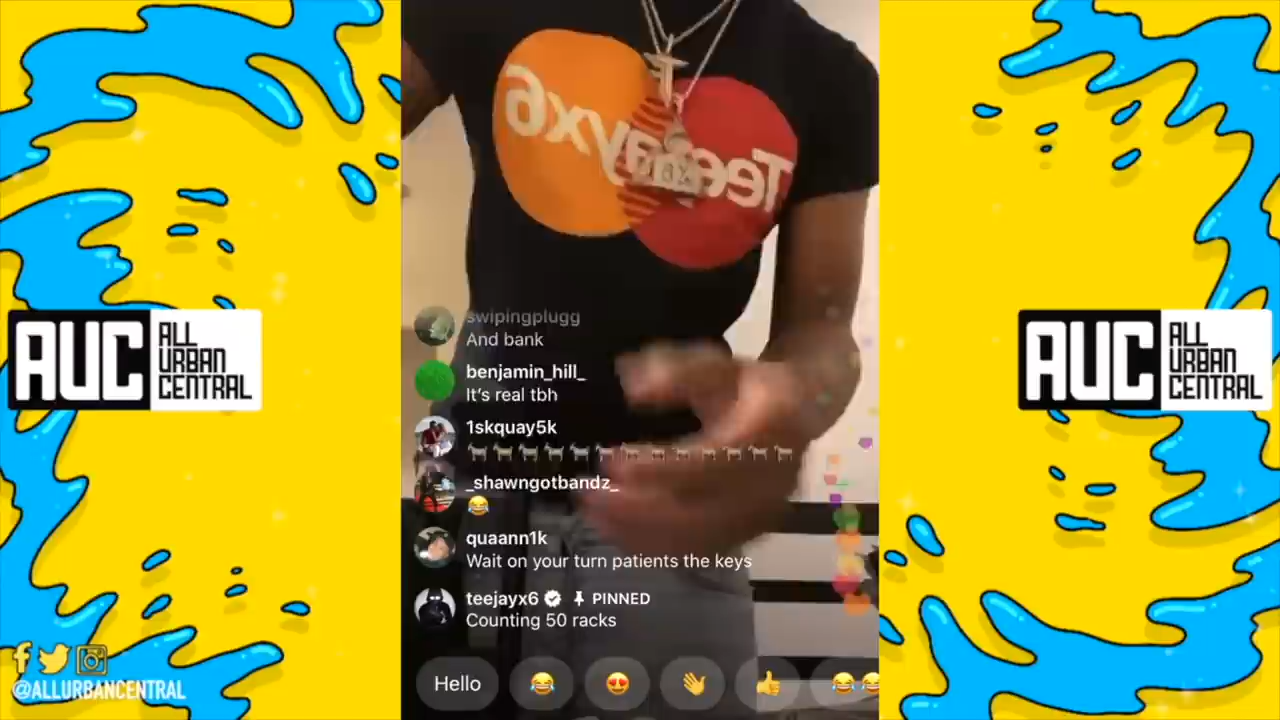 Teejayx6
swipingplugg
And bank
benjamin_hill_
It's real tbh
1skquay5k
_shawngotbandz_
😂
quaann1k
Wait on your turn patients the keys
teejayx6 PINNED
Counting 50 racks
Hello
AUC ALL
URBAN
CENTRAL
AUC ALL
URBAN
CENTRAL
@ALLURBANCENTRAL